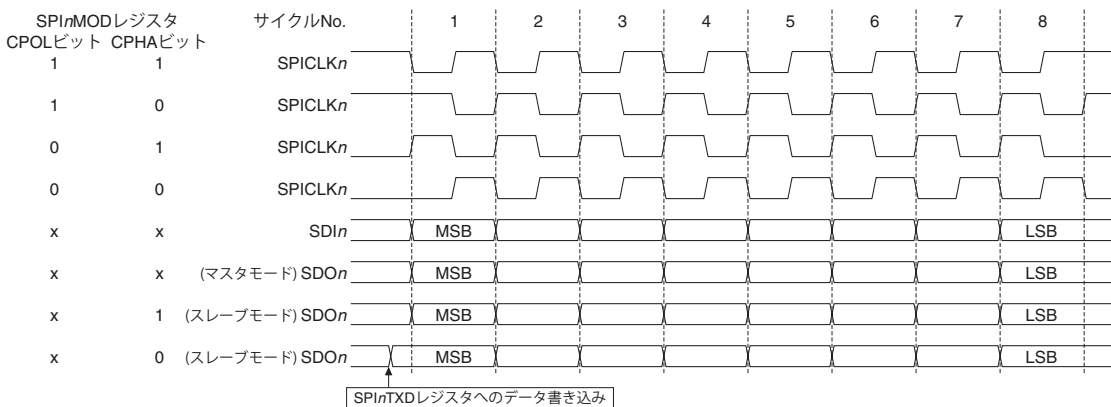 SPInMODレジスタ サイクルNo. 1 2 3 4 5 6 7 8
CPOLビット CPHAビット
1 1 SPICLKn
1 0 SPICLKn
0 1 SPICLKn
0 0 SPICLKn
x x SDIn MSB LSB
x x (マスタモード) SDOn MSB LSB
x 1 (スレーブモード) SDOn MSB LSB
x 0 (スレーブモード) SDOn MSB LSB
SPInTXDレジスタへのデータ書き込み